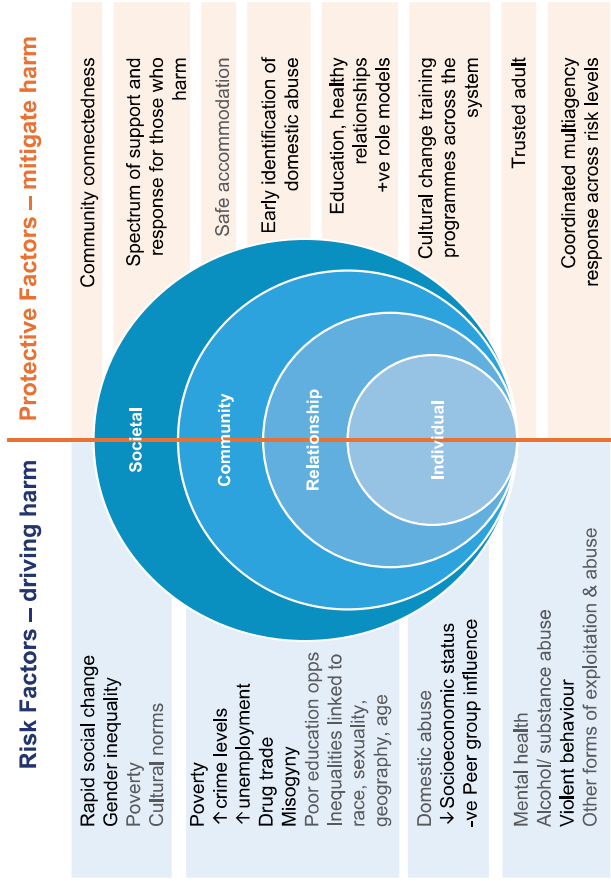 Risk Factors – driving harm
Protective Factors – mitigate harm
Rapid social change
Gender inequality
Poverty
Cultural norms
Poverty
↑ crime levels
↑ unemployment
Drug trade
Misogyny
Poor education opps
Inequalities linked to
race, sexuality,
geography, age
Domestic abuse
↓ Socioeconomic status
-ve Peer group influence
Mental health
Alcohol/ substance abuse
Violent behaviour
Other forms of exploitation & abuse
Societal
Community
Relationship
Individual
Community connectedness
Spectrum of support and
response for those who
harm
Safe accommodation
Early identification of
domestic abuse
Education, healthy
relationships
+ve role models
Cultural change training
programmes across the
system
Trusted adult
Coordinated multiagency
response across risk levels